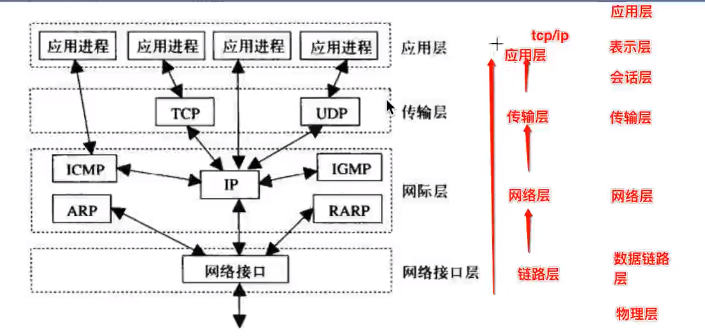 应用进程 应用进程 应用进程 应用进程 应用层
TCP UDP 传输层
ICMP IP IGMP
ARP RARP 网际层
网络接口 网络接口层
tcp/ip
应用层
传输层
网络层
链路层
应用层
表示层
会话层
传输层
网络层
数据链路
层
物理层